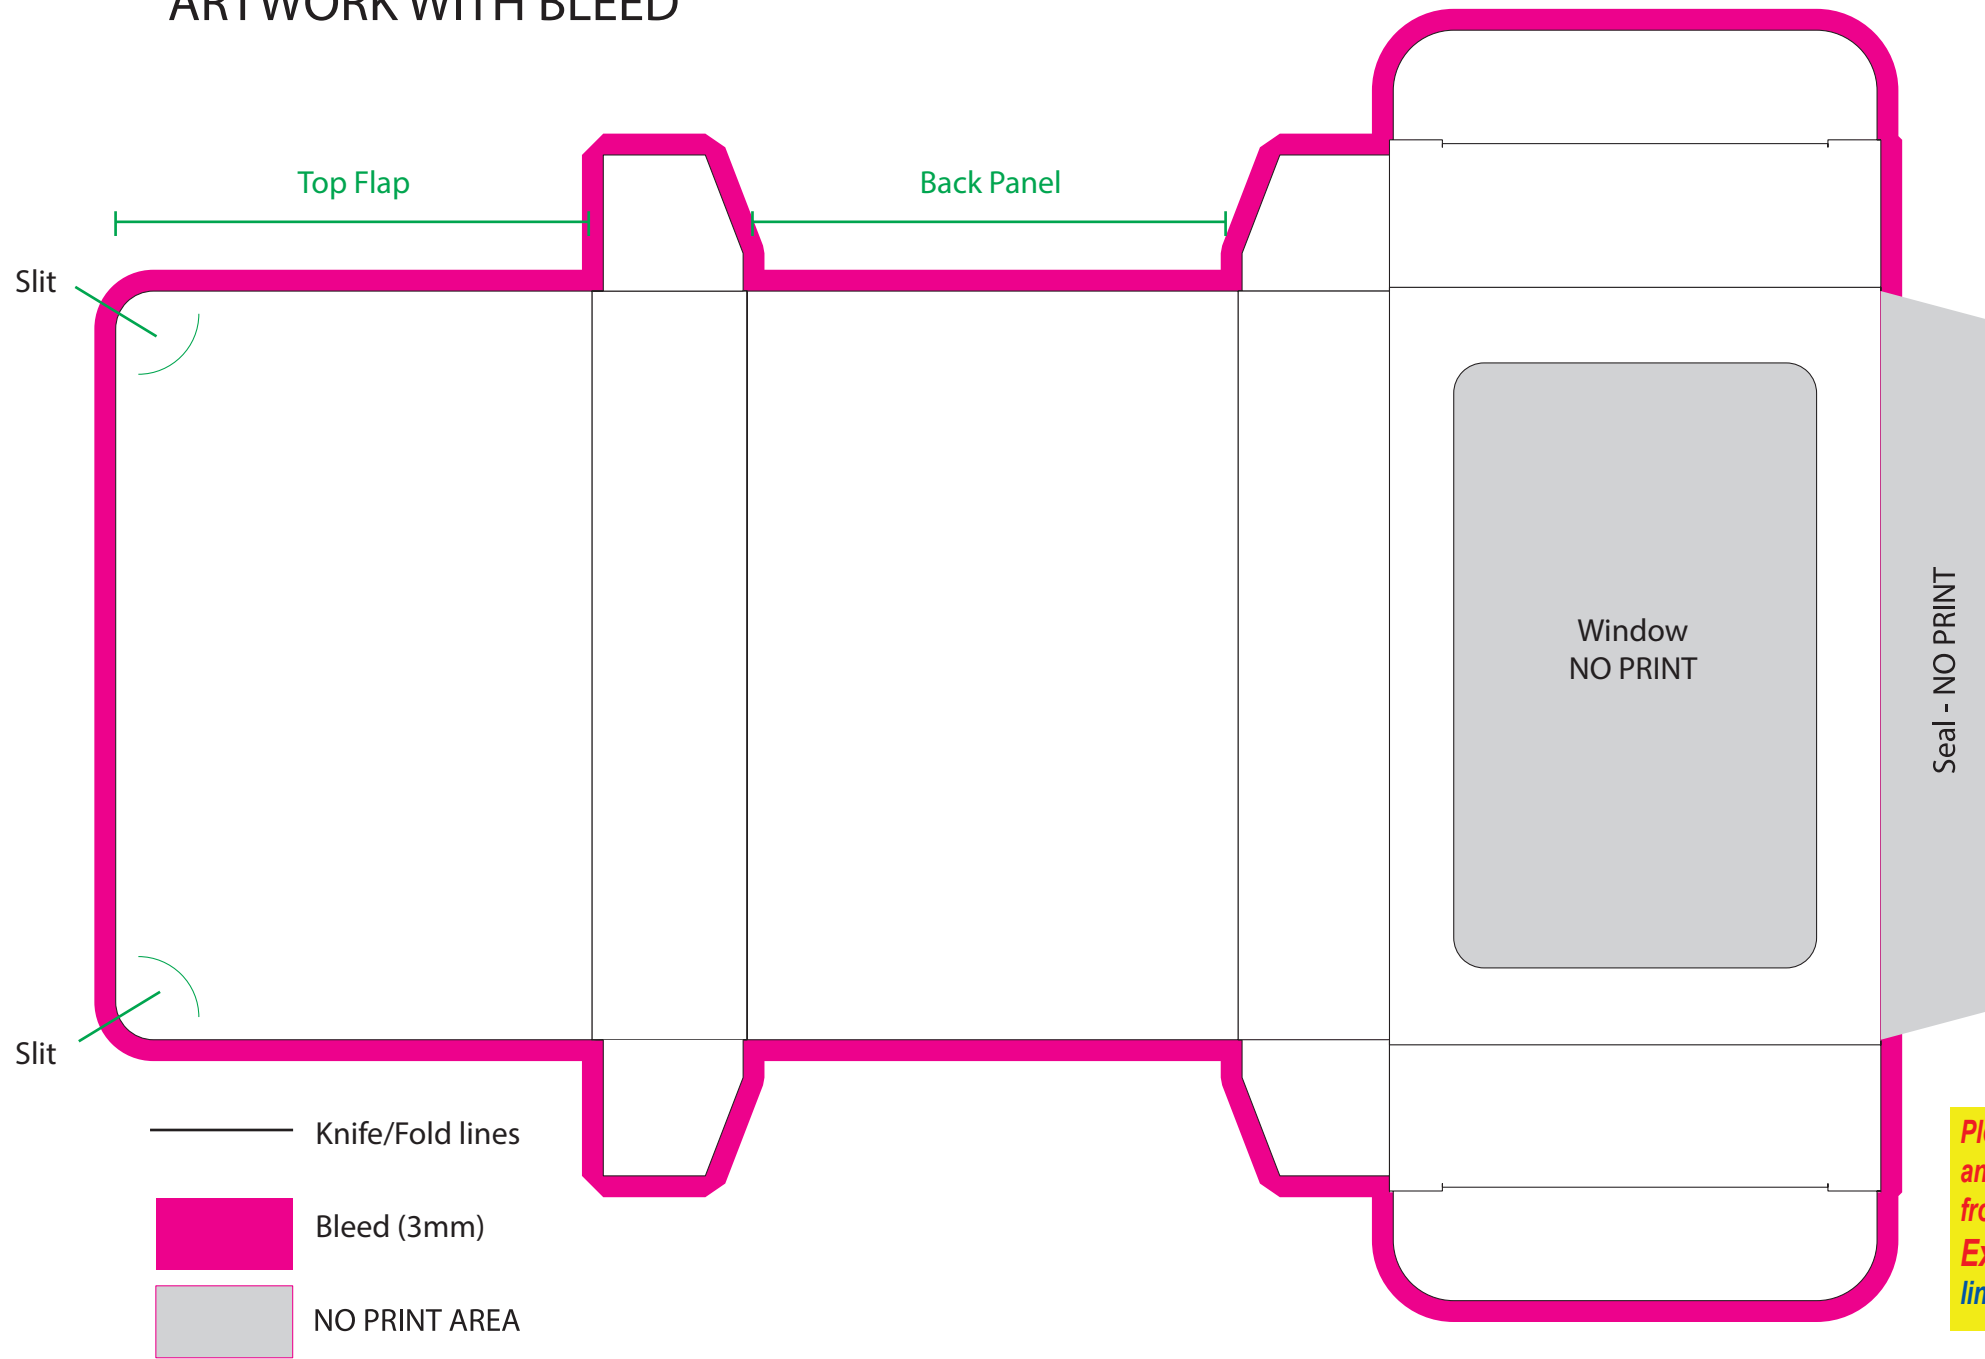 ARTWORK WITH BLEED
Top Flap
Back Panel
Slit
Window
NO PRINT
Seal - NO PRINT
Slit
Knife/Fold lines
Bleed (3mm)
NO PRINT AREA